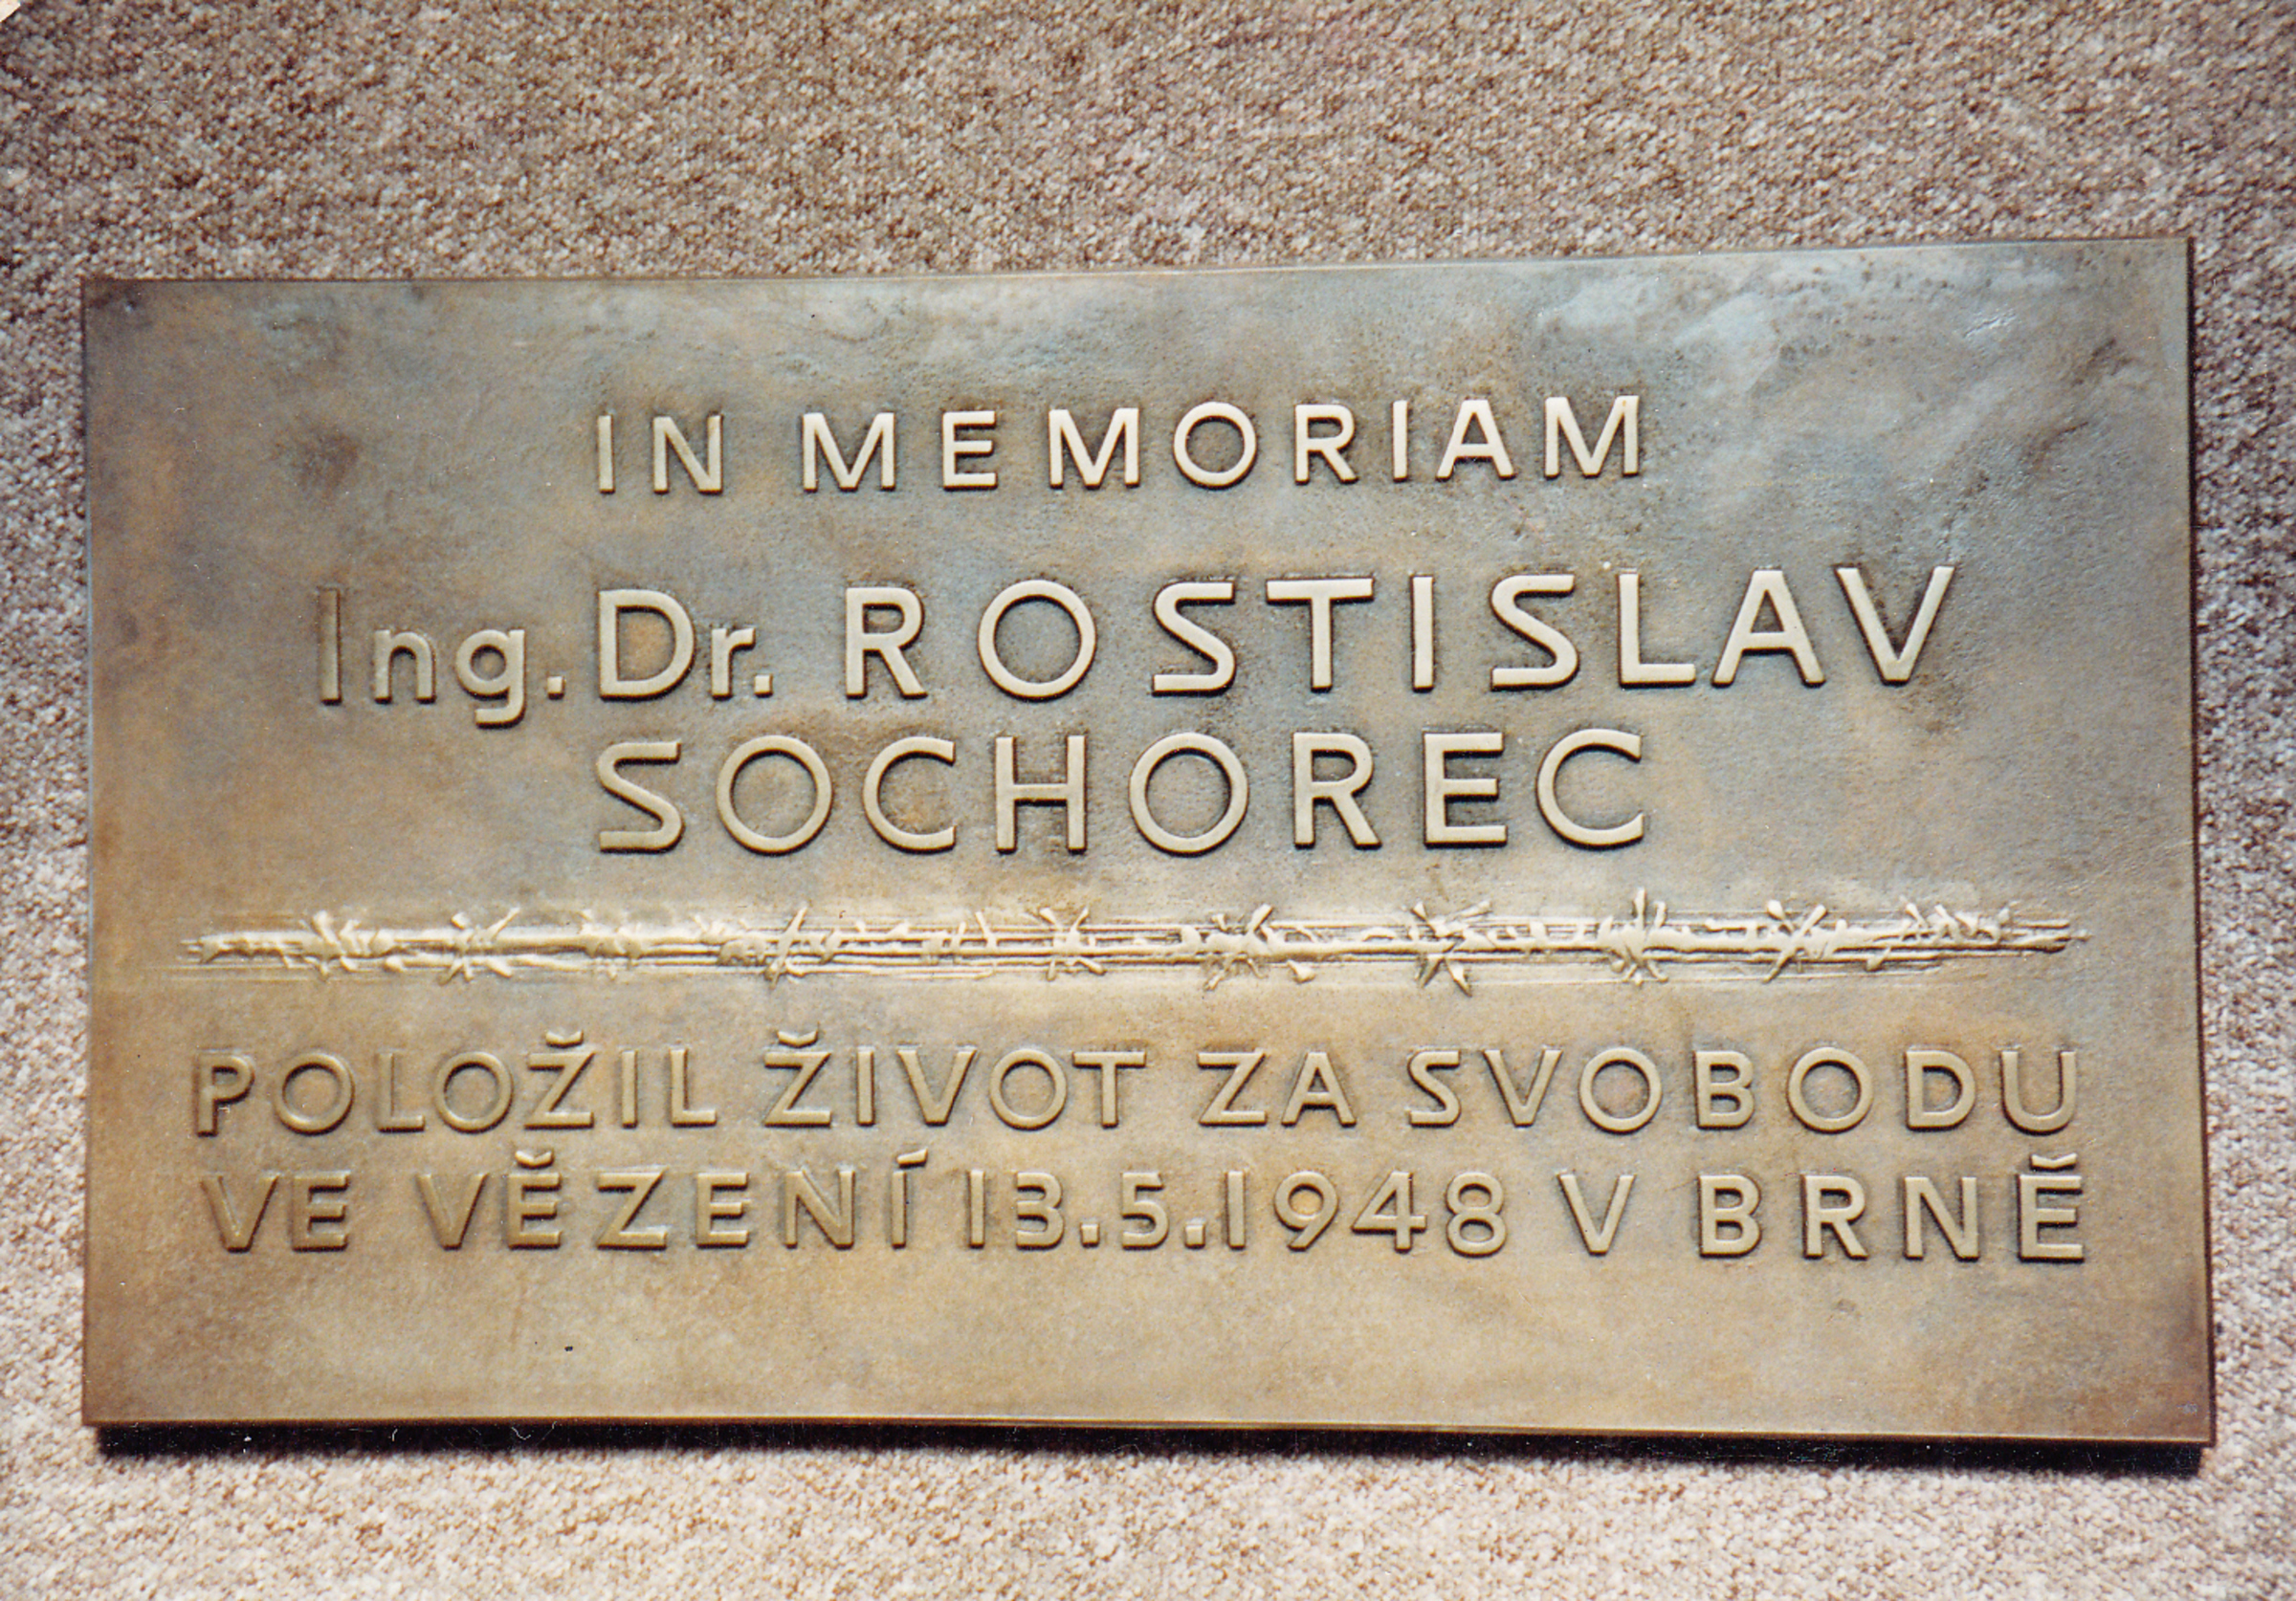 IN MEMORIAM
Ing. Dr. ROSTISLAV
SOCHOREC
POLOŽIL ŽIVOT ZA SVOBODU
VE VĚZENÍ 13.5.1948 V BRNĚ